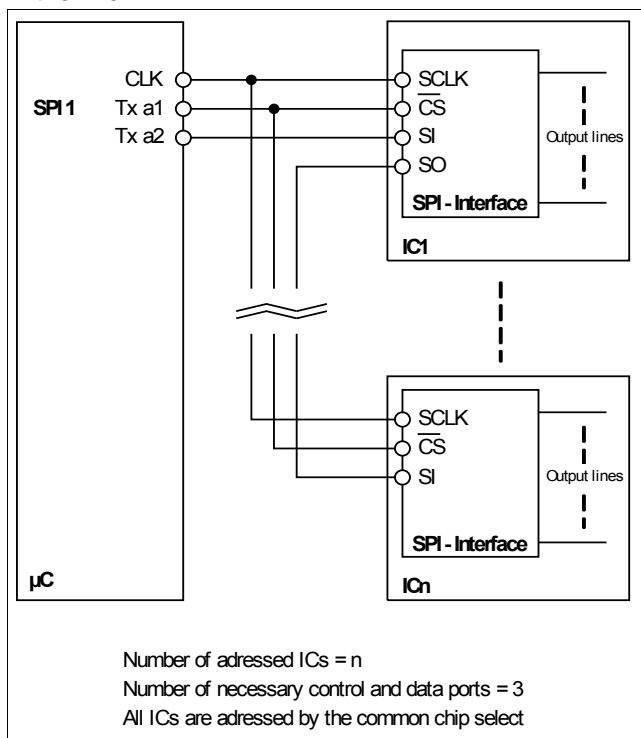 CLK
SPI 1
Tx a1
Tx a2
SCLK
CS
SI
SO
Output lines
SPI - Interface
IC1
SCLK
CS
SI
Output lines
SPI - Interface
µC
ICn
Number of adressed ICs = n
Number of necessary control and data ports = 3
All ICs are adressed by the common chip select